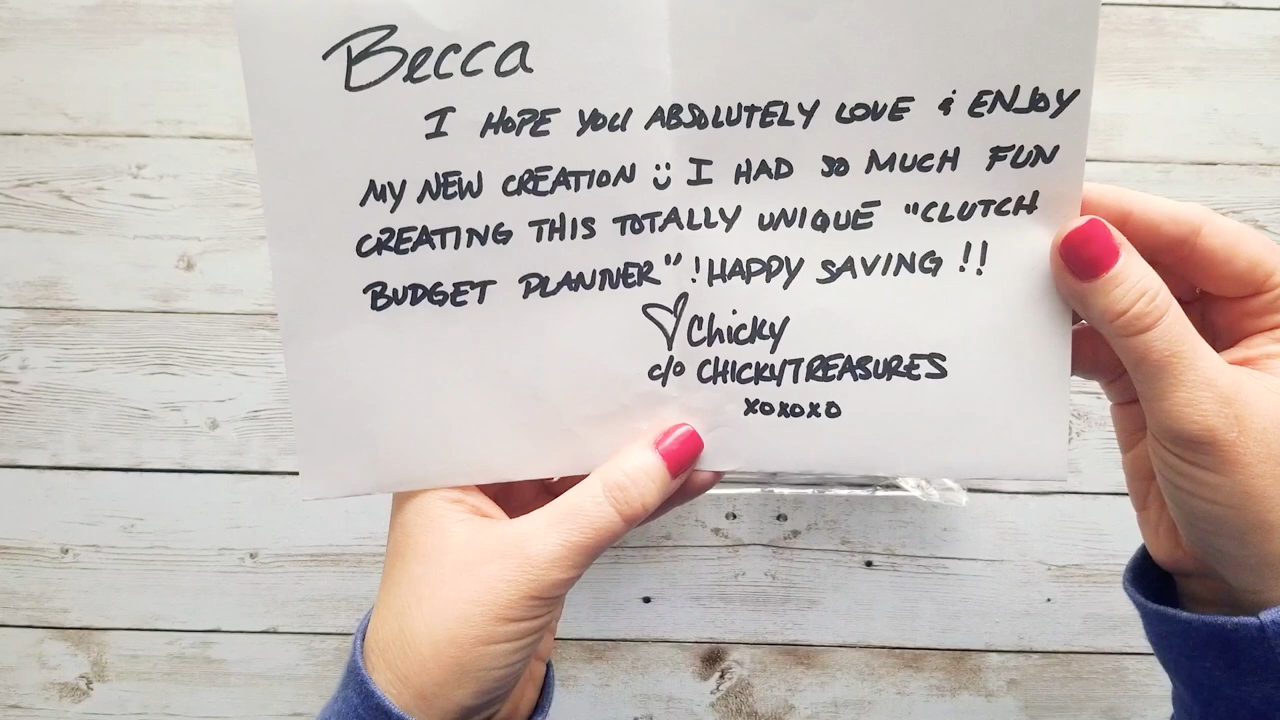 Becca
I HOPE YOU ABSOLUTELY LOVE & ENJOY
MY NEW CREATION :) I HAD SO MUCH FUN
CREATING THIS TOTALLY UNIQUE "CLUTCH
BUDGET PLANNER"! HAPPY SAVING!!
♡Chicky
c/o CHICKYTREASURES
xoxoxo